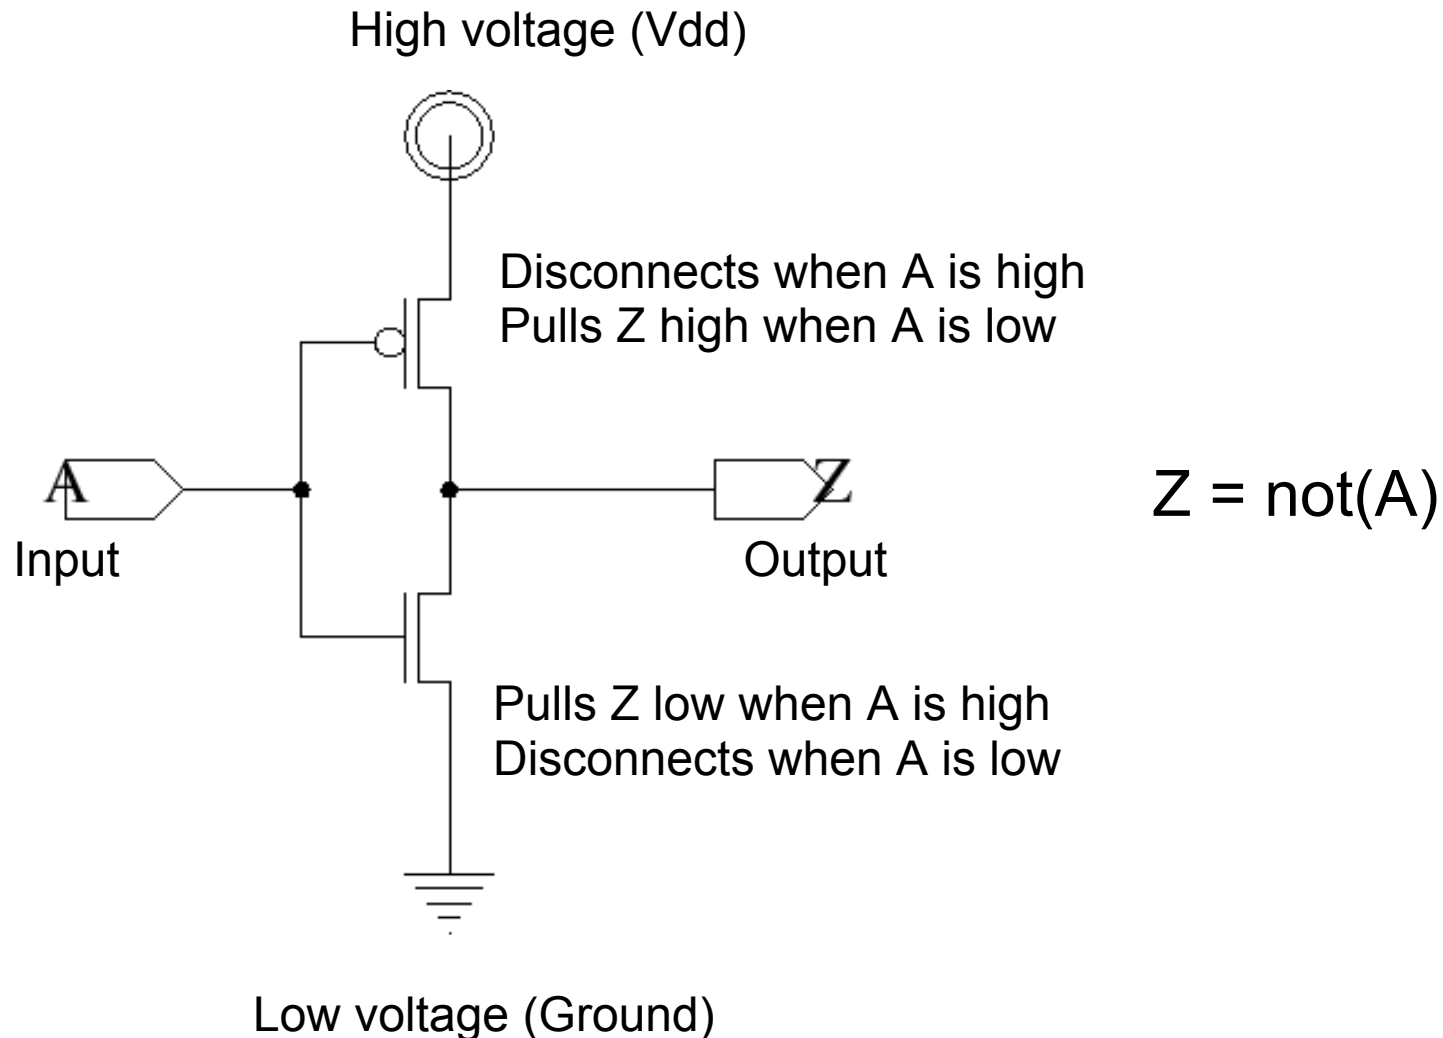 High voltage (Vdd)
Disconnects when A is high
Pulls Z high when A is low
A
Z
Z = not(A)
Input
Output
Pulls Z low when A is high
Disconnects when A is low
Low voltage (Ground)